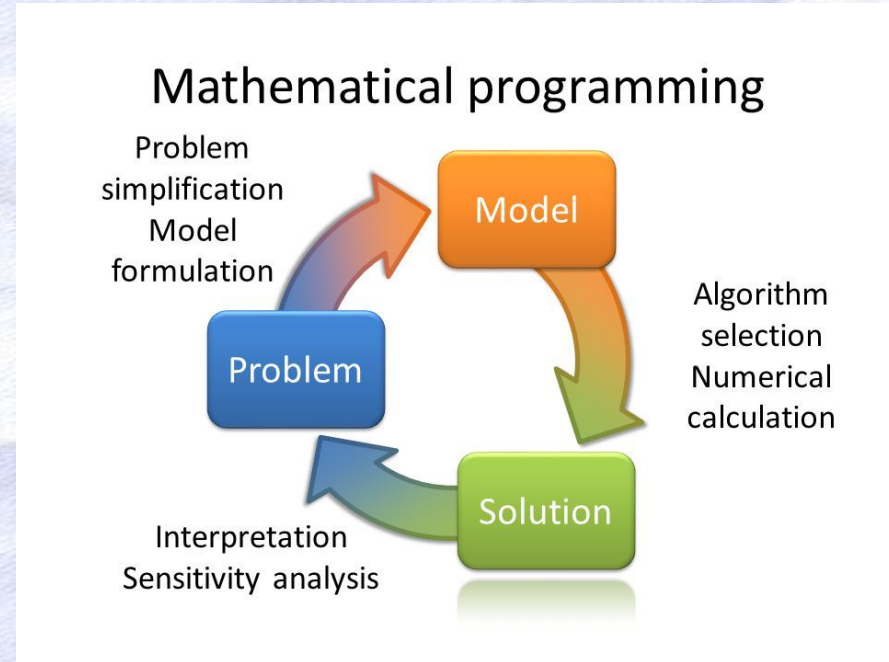 Mathematical programming
Problem
simplification
Model
formulation
Model
Algorithm
selection
Numerical
calculation
Problem
Solution
Interpretation
Sensitivity analysis